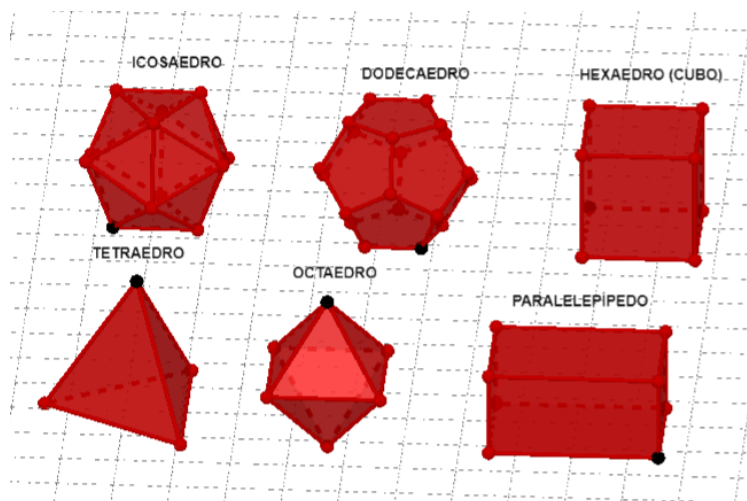 ICOSAEDRO
DODECAEDRO
HEXAEDRO (CUBO)
TETRAEDRO
OCTAEDRO
PARALELEPÍPEDO